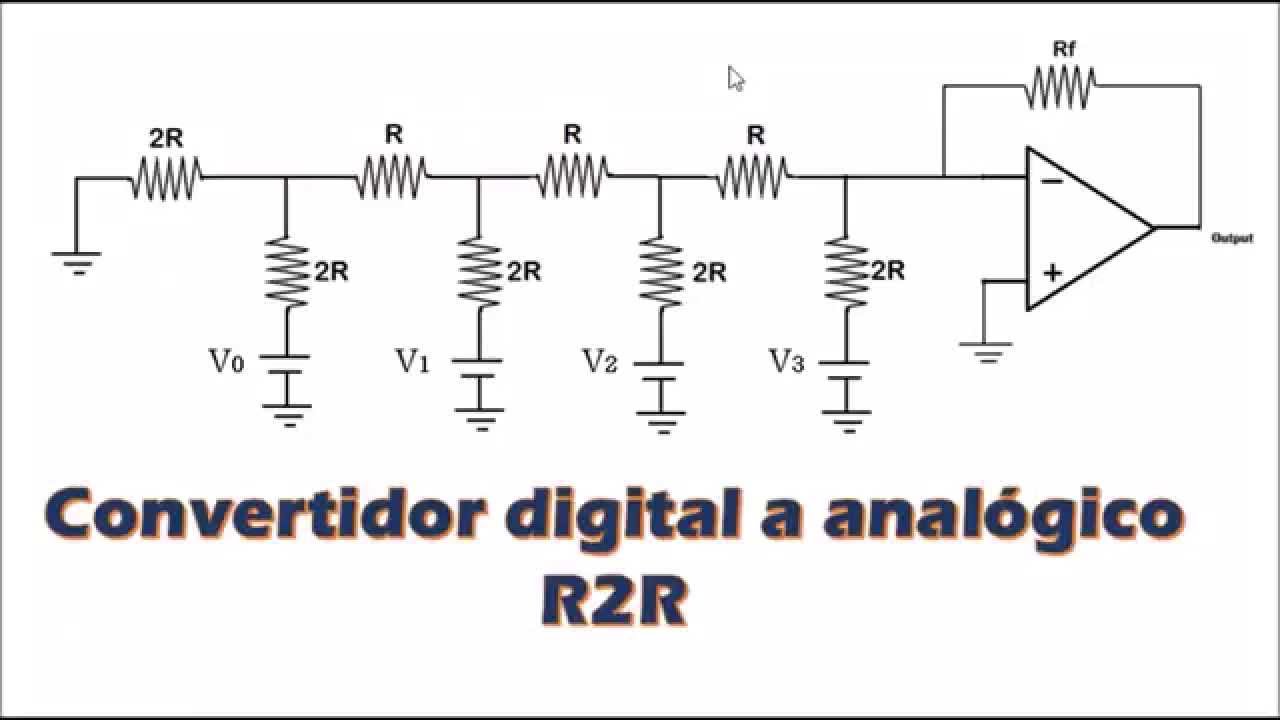 Rf
2R
R
R
R
2R
2R
2R
2R
−
+
Output
V0
V1
V2
V3
Convertidor digital a analógico
R2R